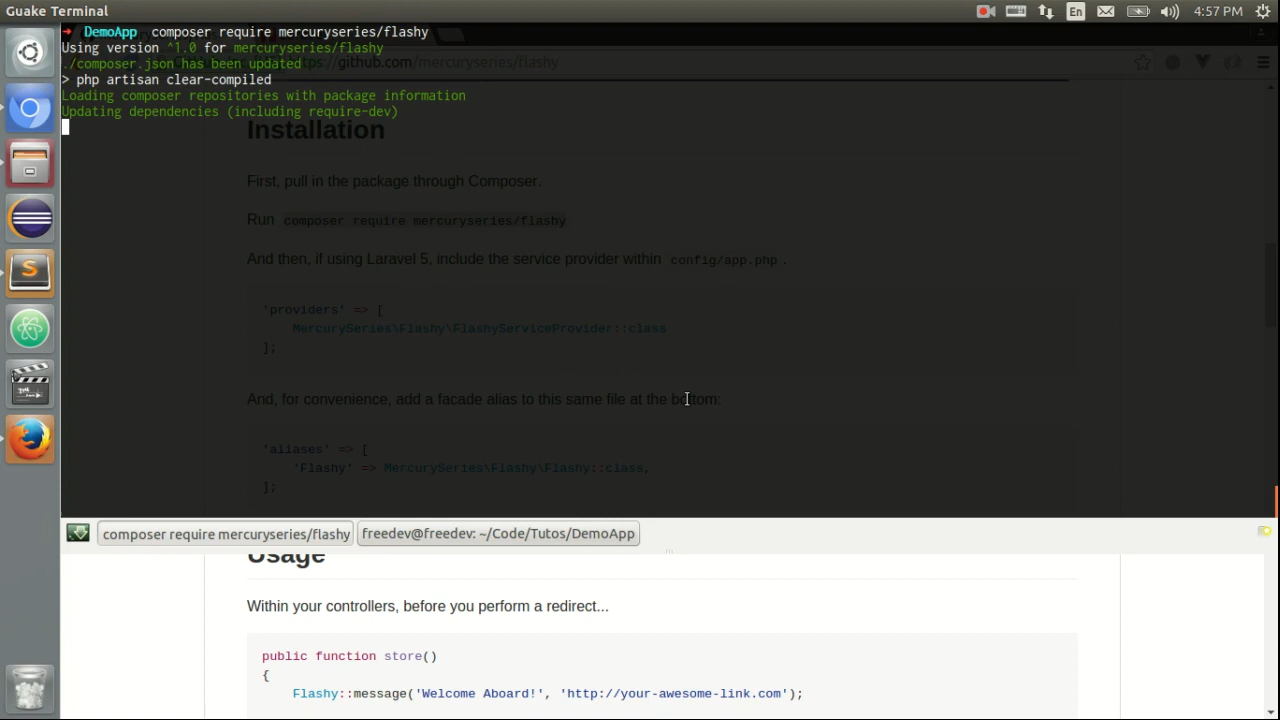 Guake Terminal
En
4:57 PM
➜ DemoApp composer require mercuryseries/flashy
Using version ^1.0 for mercuryseries/flashy
./composer.json has been updated
> php artisan clear-compiled
Loading composer repositories with package information
Updating dependencies (including require-dev)
https://github.com/mercuryseries/flashy
Installation
First, pull in the package through Composer.
Run composer require mercuryseries/flashy
And then, if using Laravel 5, include the service provider within config/app.php .
'providers' => [
MercurySeries\Flashy\FlashyServiceProvider::class
];
And, for convenience, add a facade alias to this same file at the bottom:
'aliases' => [
'Flashy' => MercurySeries\Flashy\Flashy::class,
];
composer require mercuryseries/flashy
freedev@freedev: ~/Code/Tutos/DemoApp
Usage
Within your controllers, before you perform a redirect...
public function store()
{
Flashy::message('Welcome Aboard!', 'http://your-awesome-link.com');